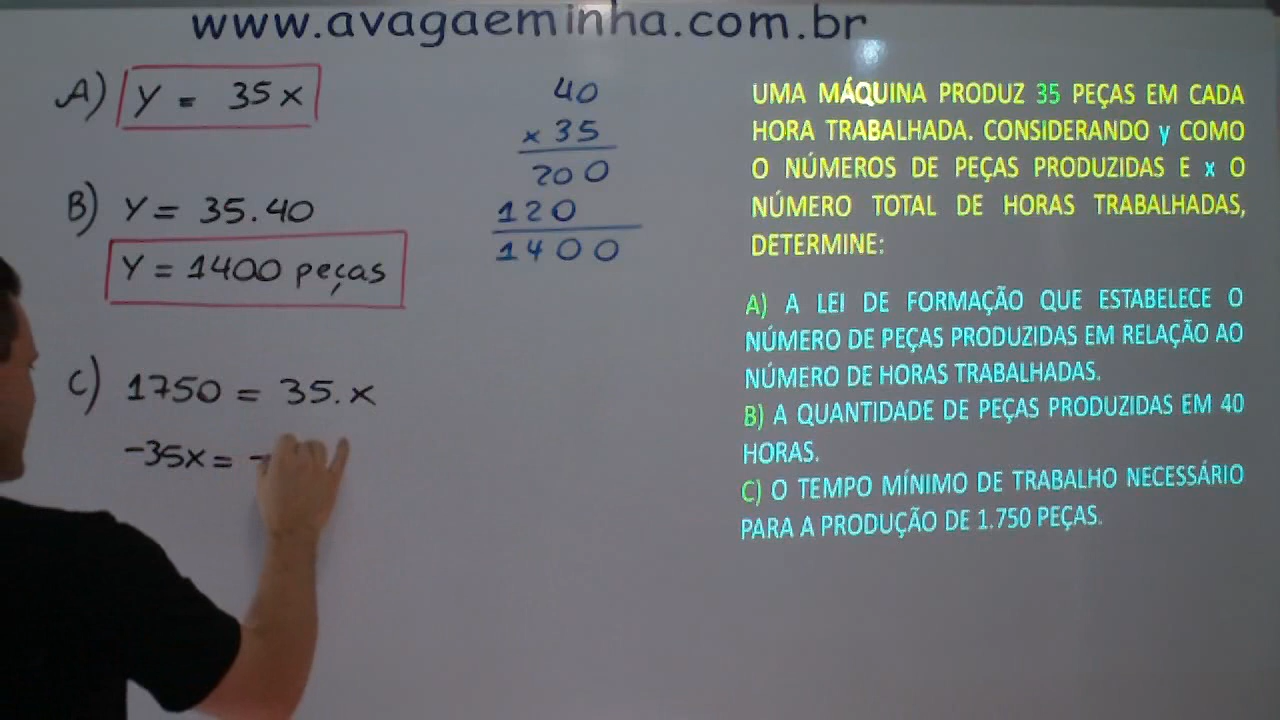 www.avagaeminha.com.br
A) Y = 35x
B) Y = 35.40
Y = 1400 peças
C) 1750 = 35.x
-35x = -
40
x 35
200
120
1400
UMA MÁQUINA PRODUZ 35 PEÇAS EM CADA
HORA TRABALHADA. CONSIDERANDO y COMO
O NÚMEROS DE PEÇAS PRODUZIDAS E x O
NÚMERO TOTAL DE HORAS TRABALHADAS,
DETERMINE:
A) A LEI DE FORMAÇÃO QUE ESTABELECE O
NÚMERO DE PEÇAS PRODUZIDAS EM RELAÇÃO AO
NÚMERO DE HORAS TRABALHADAS.
B) A QUANTIDADE DE PEÇAS PRODUZIDAS EM 40
HORAS.
C) O TEMPO MÍNIMO DE TRABALHO NECESSÁRIO
PARA A PRODUÇÃO DE 1.750 PEÇAS.